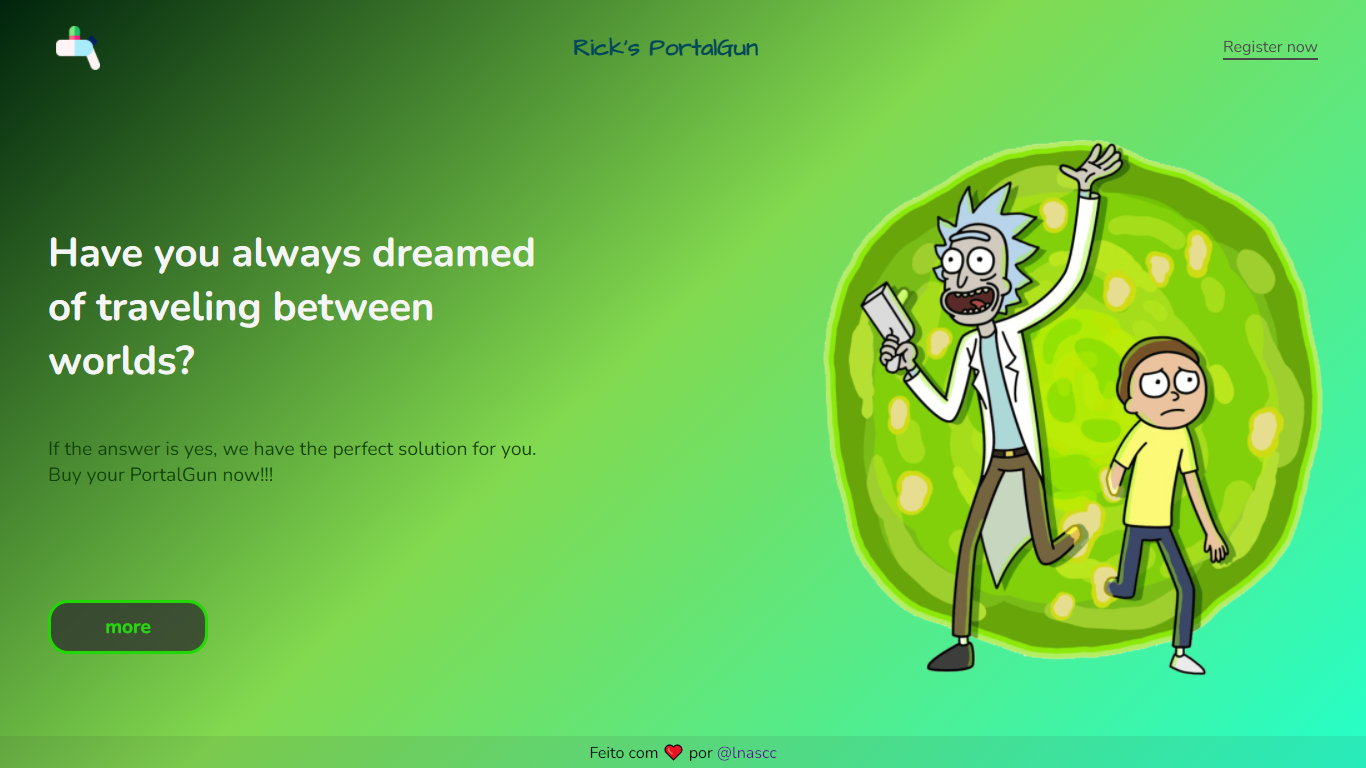 Rick's PortalGun
Register now
Have you always dreamed
of traveling between
worlds?
If the answer is yes, we have the perfect solution for you.
Buy your PortalGun now!!!
more
Feito com ❤ por @lnascc